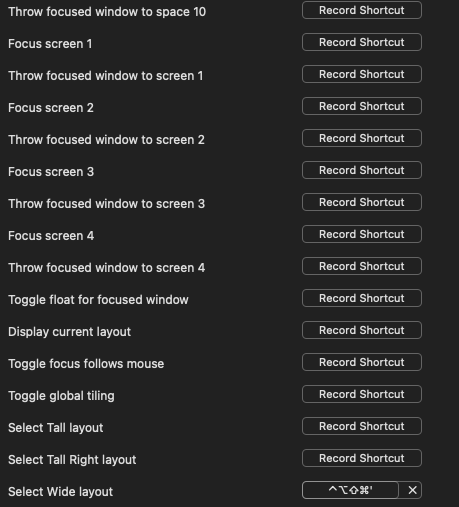 Throw focused window to space 10 Record Shortcut
Focus screen 1 Record Shortcut
Throw focused window to screen 1 Record Shortcut
Focus screen 2 Record Shortcut
Throw focused window to screen 2 Record Shortcut
Focus screen 3 Record Shortcut
Throw focused window to screen 3 Record Shortcut
Focus screen 4 Record Shortcut
Throw focused window to screen 4 Record Shortcut
Toggle float for focused window Record Shortcut
Display current layout Record Shortcut
Toggle focus follows mouse Record Shortcut
Toggle global tiling Record Shortcut
Select Tall layout Record Shortcut
Select Tall Right layout Record Shortcut
Select Wide layout ^⌥⇧⌘' ✕